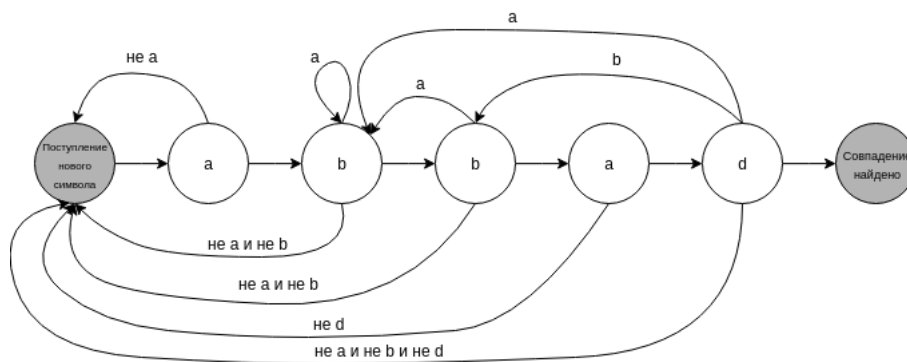 a
b
не a
a
a
Поступление
нового
символа
a
b
b
a
d
Совпадение
найдено
не a и не b
не a и не b
не d
не a и не b и не d